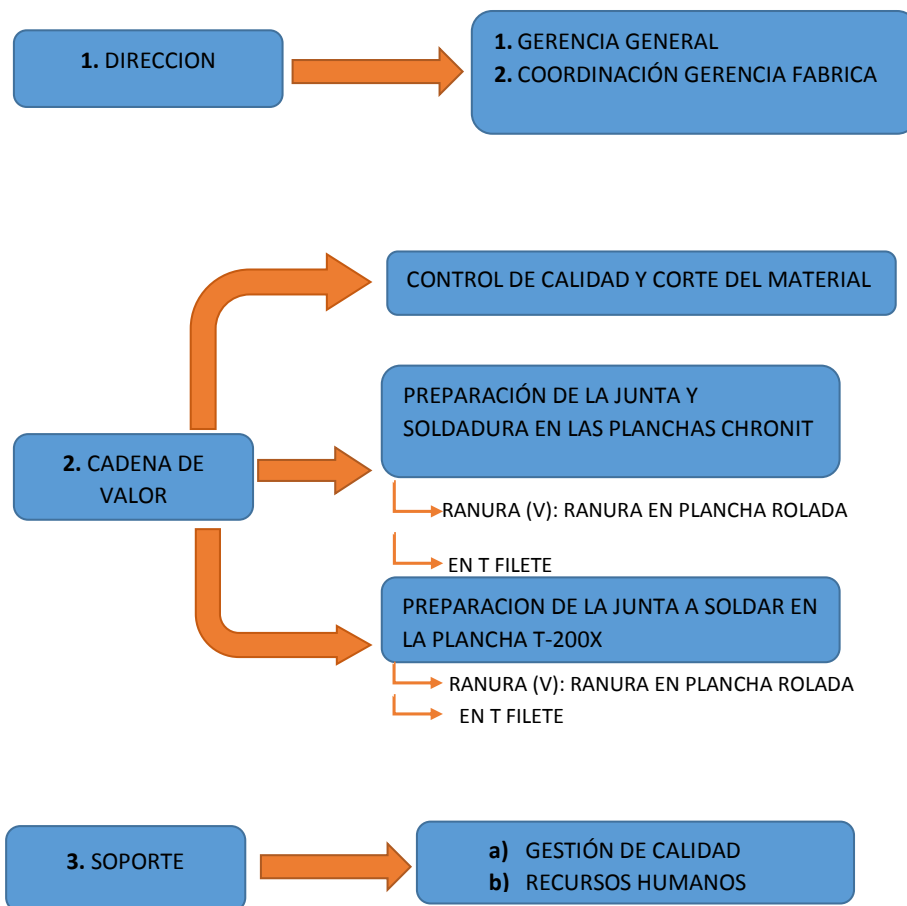 1. DIRECCION
1. GERENCIA GENERAL
2. COORDINACIÓN GERENCIA FABRICA
CONTROL DE CALIDAD Y CORTE DEL MATERIAL
PREPARACIÓN DE LA JUNTA Y
SOLDADURA EN LAS PLANCHAS CHRONIT
2. CADENA DE
VALOR
RANURA (V): RANURA EN PLANCHA ROLADA
EN T FILETE
PREPARACION DE LA JUNTA A SOLDAR EN
LA PLANCHA T-200X
RANURA (V): RANURA EN PLANCHA ROLADA
EN T FILETE
3. SOPORTE
a) GESTIÓN DE CALIDAD
b) RECURSOS HUMANOS